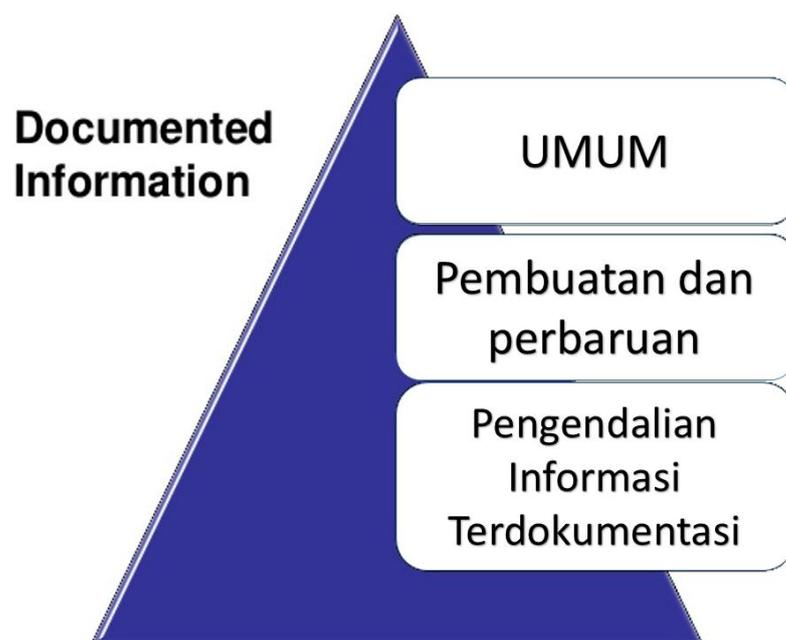 Documented
Information
UMUM
Pembuatan dan
perbaruan
Pengendalian
Informasi
Terdokumentasi